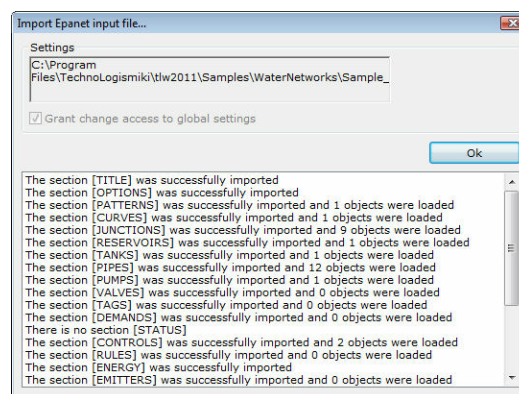 Import Epanet input file...
Settings
C:\Program
Files\TechnoLogismiki\tlw2011\Samples\WaterNetworks\Sample_
Grant change access to global settings
Ok
The section [TITLE] was successfully imported
The section [OPTIONS] was successfully imported
The section [PATTERNS] was successfully imported and 1 objects were loaded
The section [CURVES] was successfully imported and 1 objects were loaded
The section [JUNCTIONS] was successfully imported and 9 objects were loaded
The section [RESERVOIRS] was successfully imported and 1 objects were loaded
The section [TANKS] was successfully imported and 1 objects were loaded
The section [PIPES] was successfully imported and 12 objects were loaded
The section [PUMPS] was successfully imported and 1 objects were loaded
The section [VALVES] was successfully imported and 0 objects were loaded
The section [TAGS] was successfully imported and 0 objects were loaded
The section [DEMANDS] was successfully imported and 0 objects were loaded
There is no section [STATUS]
The section [CONTROLS] was successfully imported and 2 objects were loaded
The section [RULES] was successfully imported and 0 objects were loaded
The section [ENERGY] was successfully imported
The section [EMITTERS] was successfully imported and 0 objects were loaded